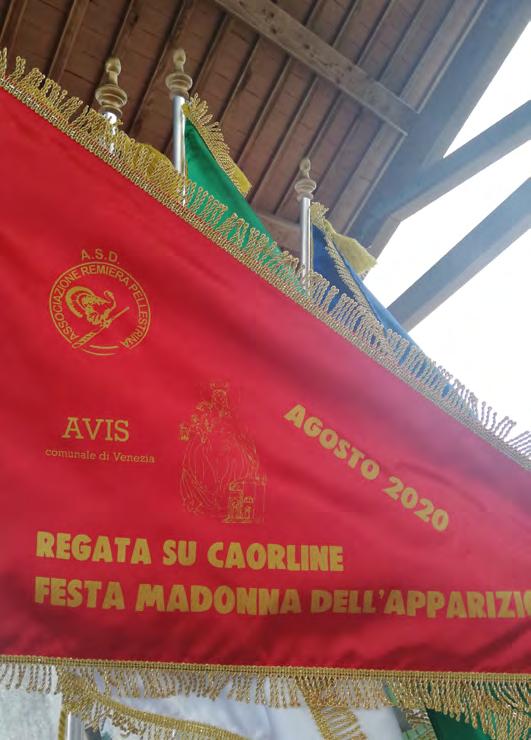 A.S.D.
ASSOCIAZIONE REMIERA PELLESTRINA
AVIS
comunale di Venezia
AGOSTO 2020
REGATA SU CAORLINE
FESTA MADONNA DELL'APPARIZIO